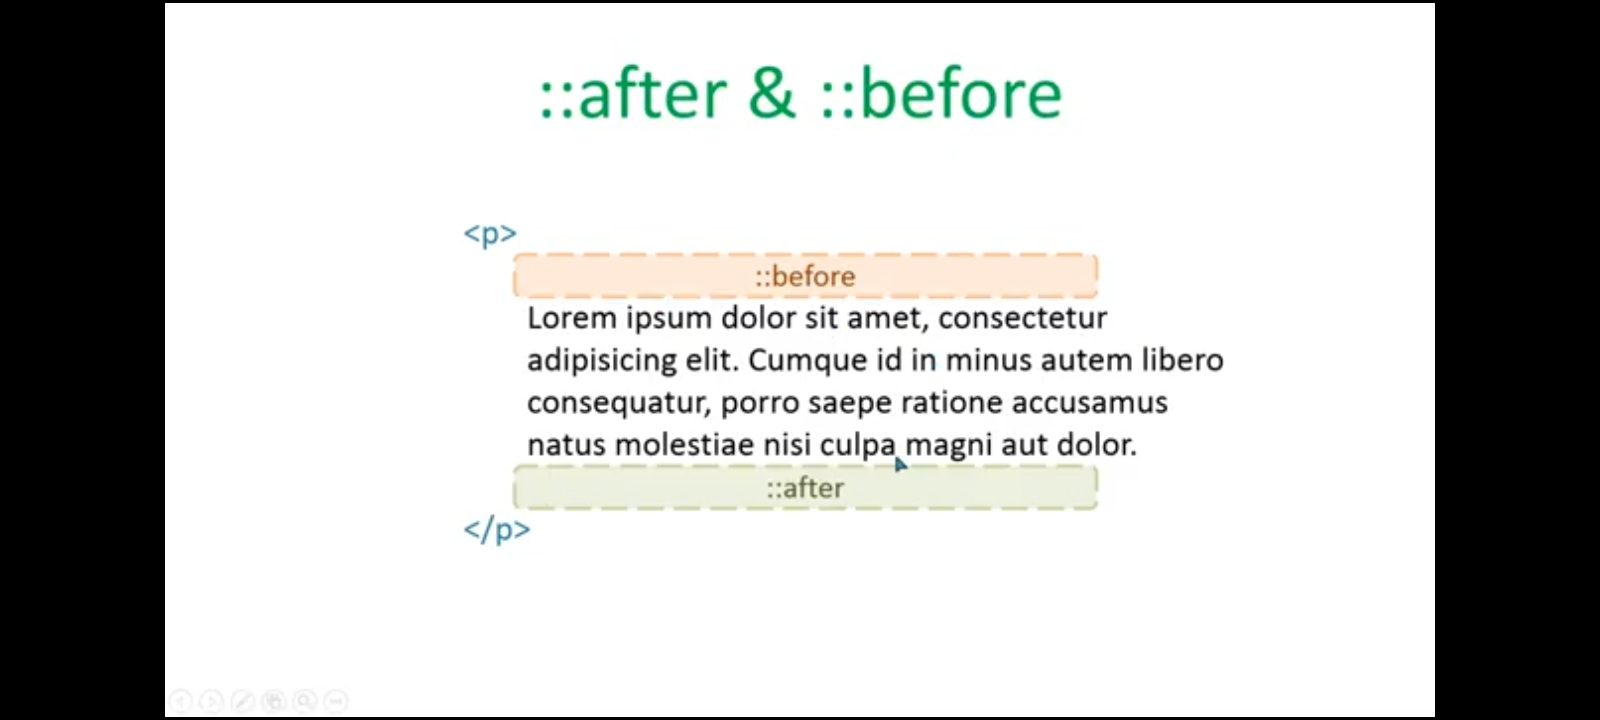 ::after & ::before
<p>
::before
Lorem ipsum dolor sit amet, consectetur
adipisicing elit. Cumque id in minus autem libero
consequatur, porro saepe ratione accusamus
natus molestiae nisi culpa magni aut dolor.
::after
</p>